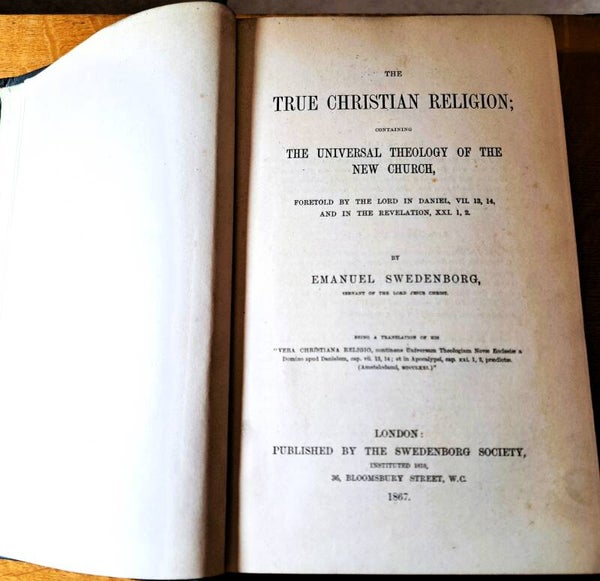 THE
TRUE CHRISTIAN RELIGION;
CONTAINING
THE UNIVERSAL THEOLOGY OF THE
NEW CHURCH,
FORETOLD BY THE LORD IN DANIEL, VII. 13, 14,
AND IN THE REVELATION, XXI. 1, 2.
BY
EMANUEL SWEDENBORG,
SERVANT OF THE LORD JESUS CHRIST.
BEING A TRANSLATION OF HIS
"VERA CHRISTIANA RELIGIO, continens Universam Theologiam Novæ Ecclesiæ a
Domino apud Danielem, cap. vii. 13, 14; et in Apocalypsi, cap. xxi. 1, 2, prædictæ.
(Amstelodami, MDCCLXXI.)"
LONDON:
PUBLISHED BY THE SWEDENBORG SOCIETY,
INSTITUTED 1810,
36, BLOOMSBURY STREET, W.C.
1867.